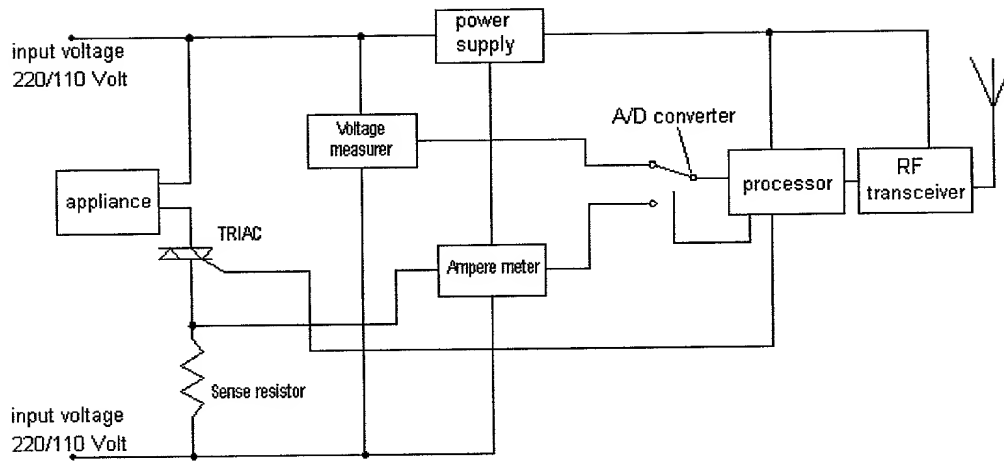 power
supply
input voltage
220/110 Volt
A/D converter
Voltage
measurer
processor
RF
transceiver
appliance
TRIAC
Ampere meter
Sense resistor
input voltage
220/110 Volt